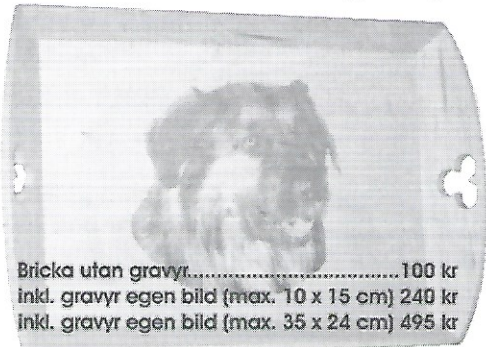 Bricka utan gravyr...................................100 kr
inkl. gravyr egen bild (max. 10 x 15 cm) 240 kr
inkl. gravyr egen bild (max. 35 x 24 cm) 495 kr